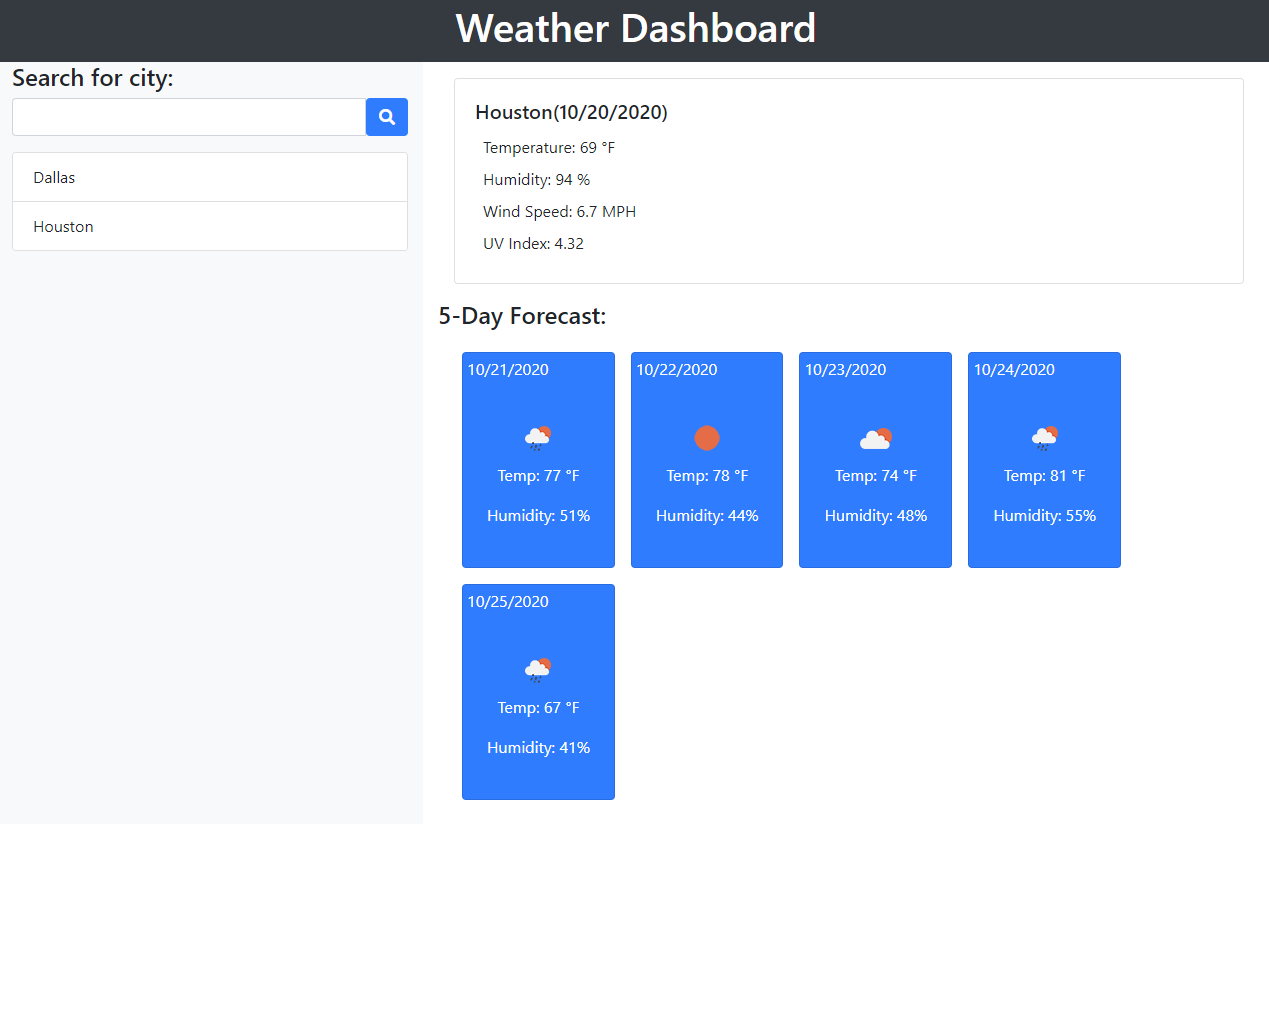 Weather Dashboard
Search for city:
Dallas
Houston
Houston(10/20/2020)
Temperature: 69 °F
Humidity: 94 %
Wind Speed: 6.7 MPH
UV Index: 4.32
5-Day Forecast:
10/21/2020
Temp: 77 °F
Humidity: 51%
10/22/2020
Temp: 78 °F
Humidity: 44%
10/23/2020
Temp: 74 °F
Humidity: 48%
10/24/2020
Temp: 81 °F
Humidity: 55%
10/25/2020
Temp: 67 °F
Humidity: 41%